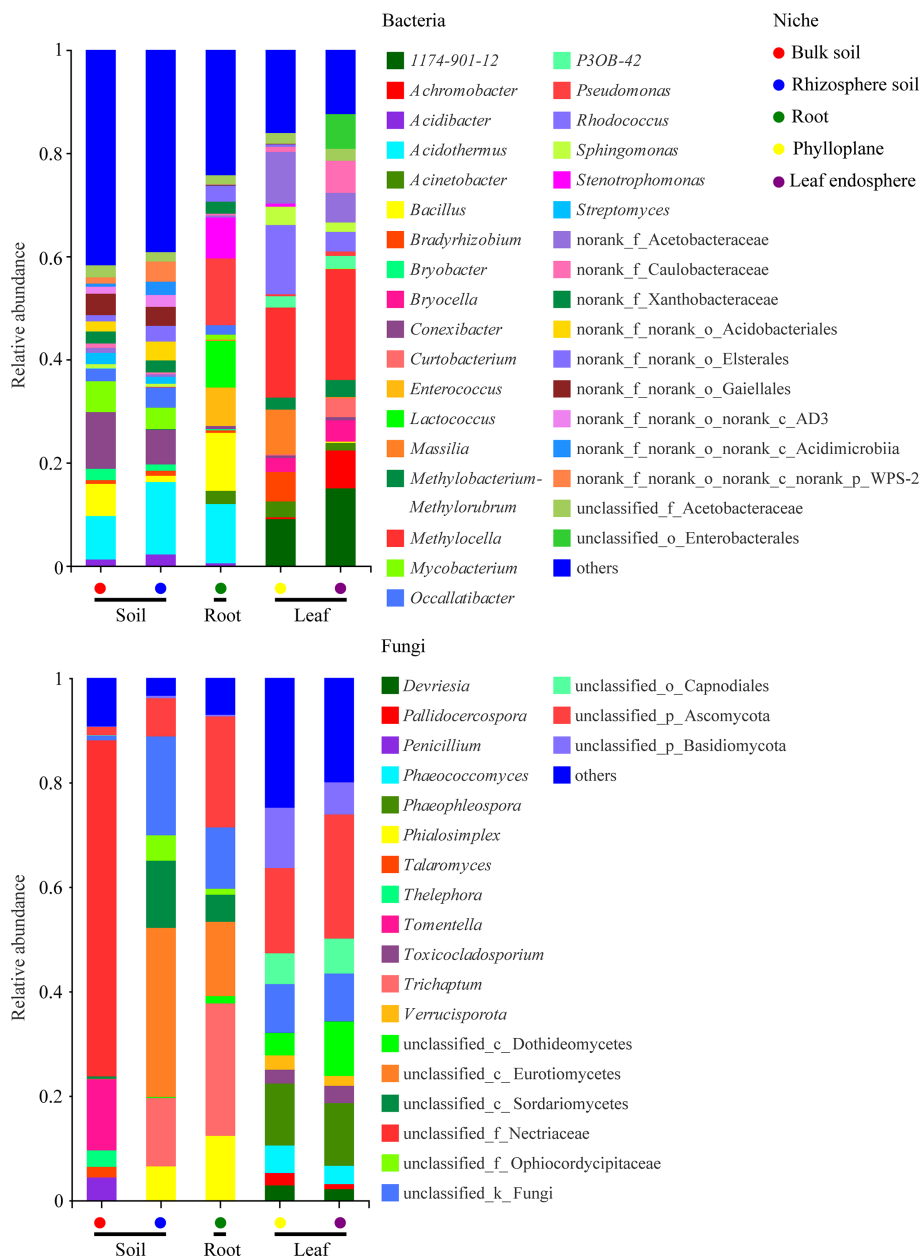 Bacteria
Niche
1174-901-12
Achromobacter
Acidibacter
Acidothermus
Acinetobacter
Bacillus
Bradyrhizobium
Bryobacter
Bryocella
Conexibacter
Curtobacterium
Enterococcus
Lactococcus
Massilia
Methylobacterium-
Methylorubrum
Methylocella
Mycobacterium
Occallatibacter
P3OB-42
Pseudomonas
Rhodococcus
Sphingomonas
Stenotrophomonas
Streptomyces
norank_f_Acetobacteraceae
norank_f_Caulobacteraceae
norank_f_Xanthobacteraceae
norank_f_norank_o_Acidobacteriales
norank_f_norank_o_Elsterales
norank_f_norank_o_Gaiellales
norank_f_norank_o_norank_c_AD3
norank_f_norank_o_norank_c_Acidimicrobiia
norank_f_norank_o_norank_c_norank_p_WPS-2
unclassified_f_Acetobacteraceae
unclassified_o_Enterobacterales
others
Bulk soil
Rhizosphere soil
Root
Phylloplane
Leaf endosphere
Relative abundance
1
0.8
0.6
0.4
0.2
0
Soil
Root
Leaf
Fungi
Devriesia
Pallidocercospora
Penicillium
Phaeococcomyces
Phaeophleospora
Phialosimplex
Talaromyces
Thelephora
Tomentella
Toxicocladosporium
Trichaptum
Verrucisporota
unclassified_c_Dothideomycetes
unclassified_c_Eurotiomycetes
unclassified_c_Sordariomycetes
unclassified_f_Nectriaceae
unclassified_f_Ophiocordycipitaceae
unclassified_k_Fungi
unclassified_o_Capnodiales
unclassified_p_Ascomycota
unclassified_p_Basidiomycota
others
Relative abundance
1
0.8
0.6
0.4
0.2
0
Soil
Root
Leaf